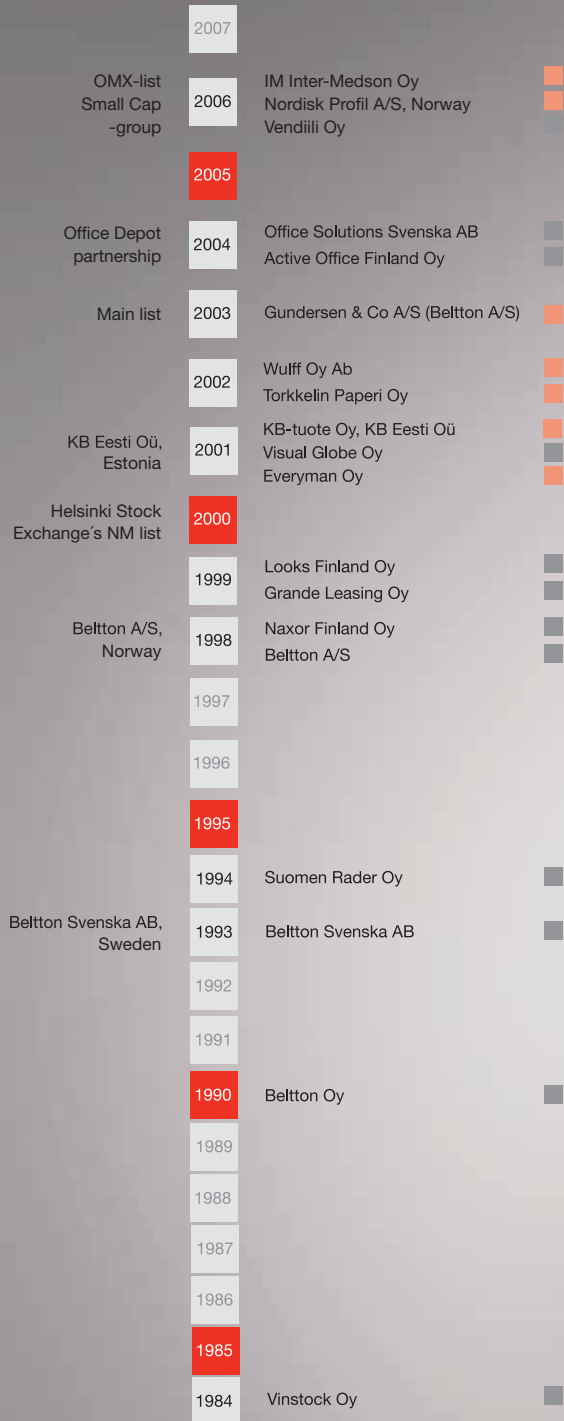 2007
OMX-list
Small Cap
-group
2006
IM Inter-Medson Oy
Nordisk Profil A/S, Norway
Vendiili Oy
2005
Office Depot
partnership
2004
Office Solutions Svenska AB
Active Office Finland Oy
Main list
2003
Gundersen & Co A/S (Beltton A/S)
2002
Wulff Oy Ab
Torkkelin Paperi Oy
KB Eesti Oü,
Estonia
2001
KB-tuote Oy, KB Eesti Oü
Visual Globe Oy
Everyman Oy
Helsinki Stock
Exchange´s NM list
2000
1999
Looks Finland Oy
Grande Leasing Oy
Beltton A/S,
Norway
1998
Naxor Finland Oy
Beltton A/S
1997
1996
1995
1994
Suomen Rader Oy
Beltton Svenska AB,
Sweden
1993
Beltton Svenska AB
1992
1991
1990
Beltton Oy
1989
1988
1987
1986
1985
1984
Vinstock Oy